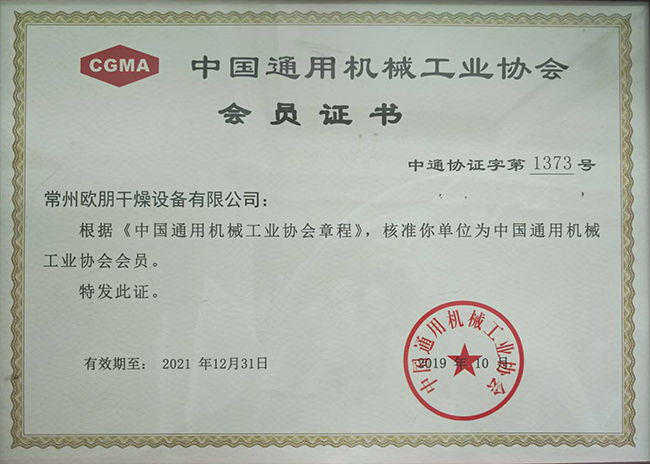 CGMA
中国通用机械工业协会
会员证书
中通协证字第 1373 号
常州欧朋干燥设备有限公司：
根据《中国通用机械工业协会章程》，核准你单位为中国通用机械
工业协会会员。
特发此证。
有效期至： 2021 年12月31日
2019 年 10 月
中国通用机械工业协会